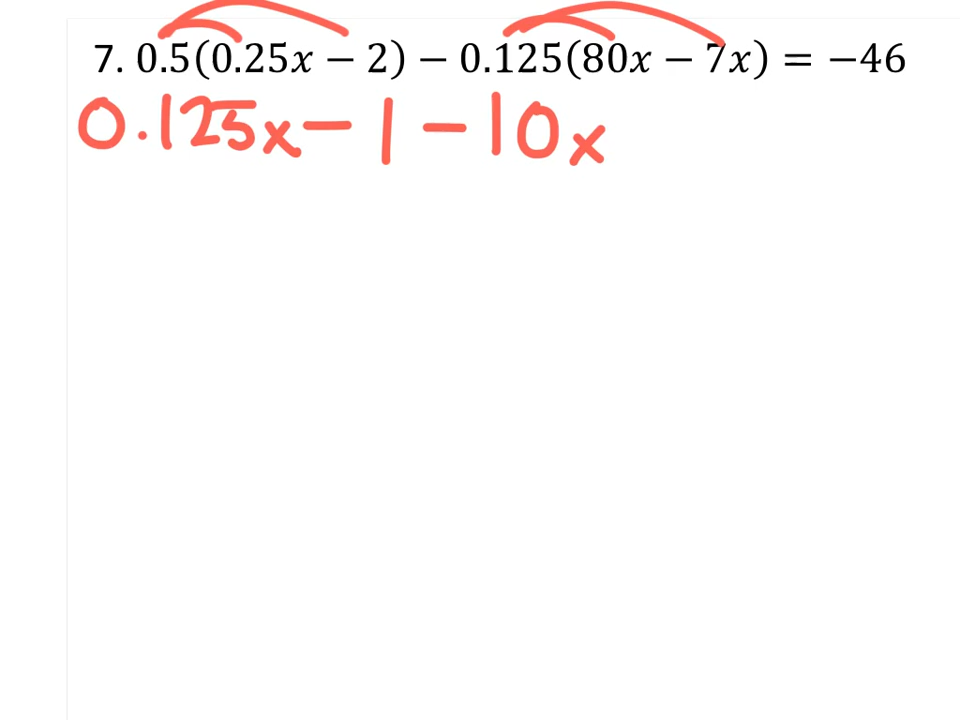 7. 0.5(0.25x − 2) − 0.125(80x − 7x) = −46
0.125x − 1 − 10x